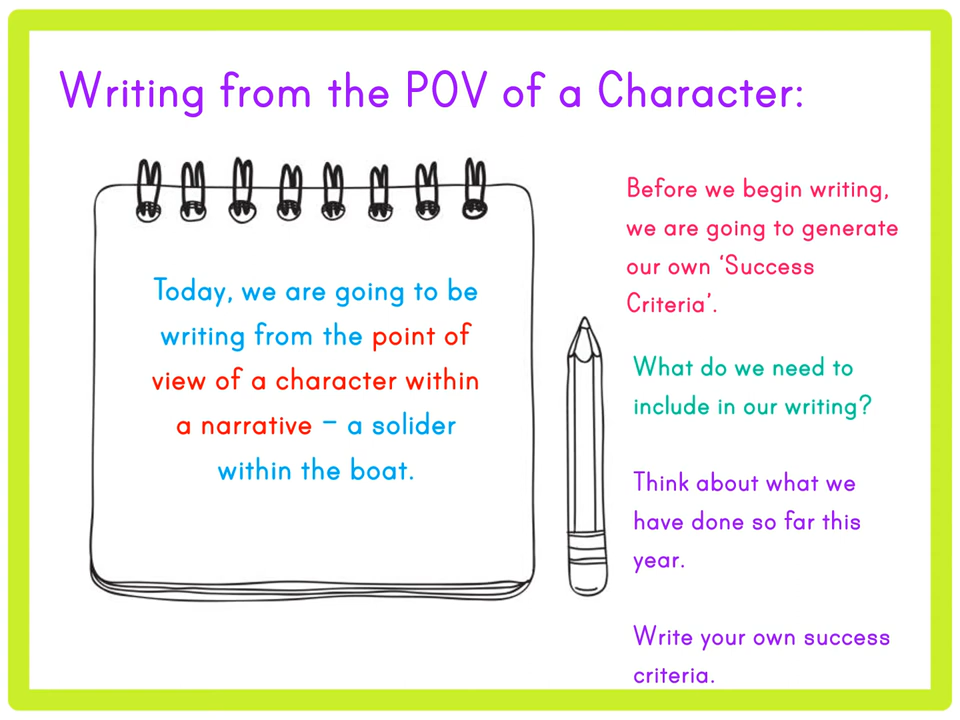 Writing from the POV of a Character:
Today, we are going to be
writing from the point of
view of a character within
a narrative – a solider
within the boat.
Before we begin writing,
we are going to generate
our own ‘Success
Criteria’.
What do we need to
include in our writing?
Think about what we
have done so far this
year.
Write your own success
criteria.